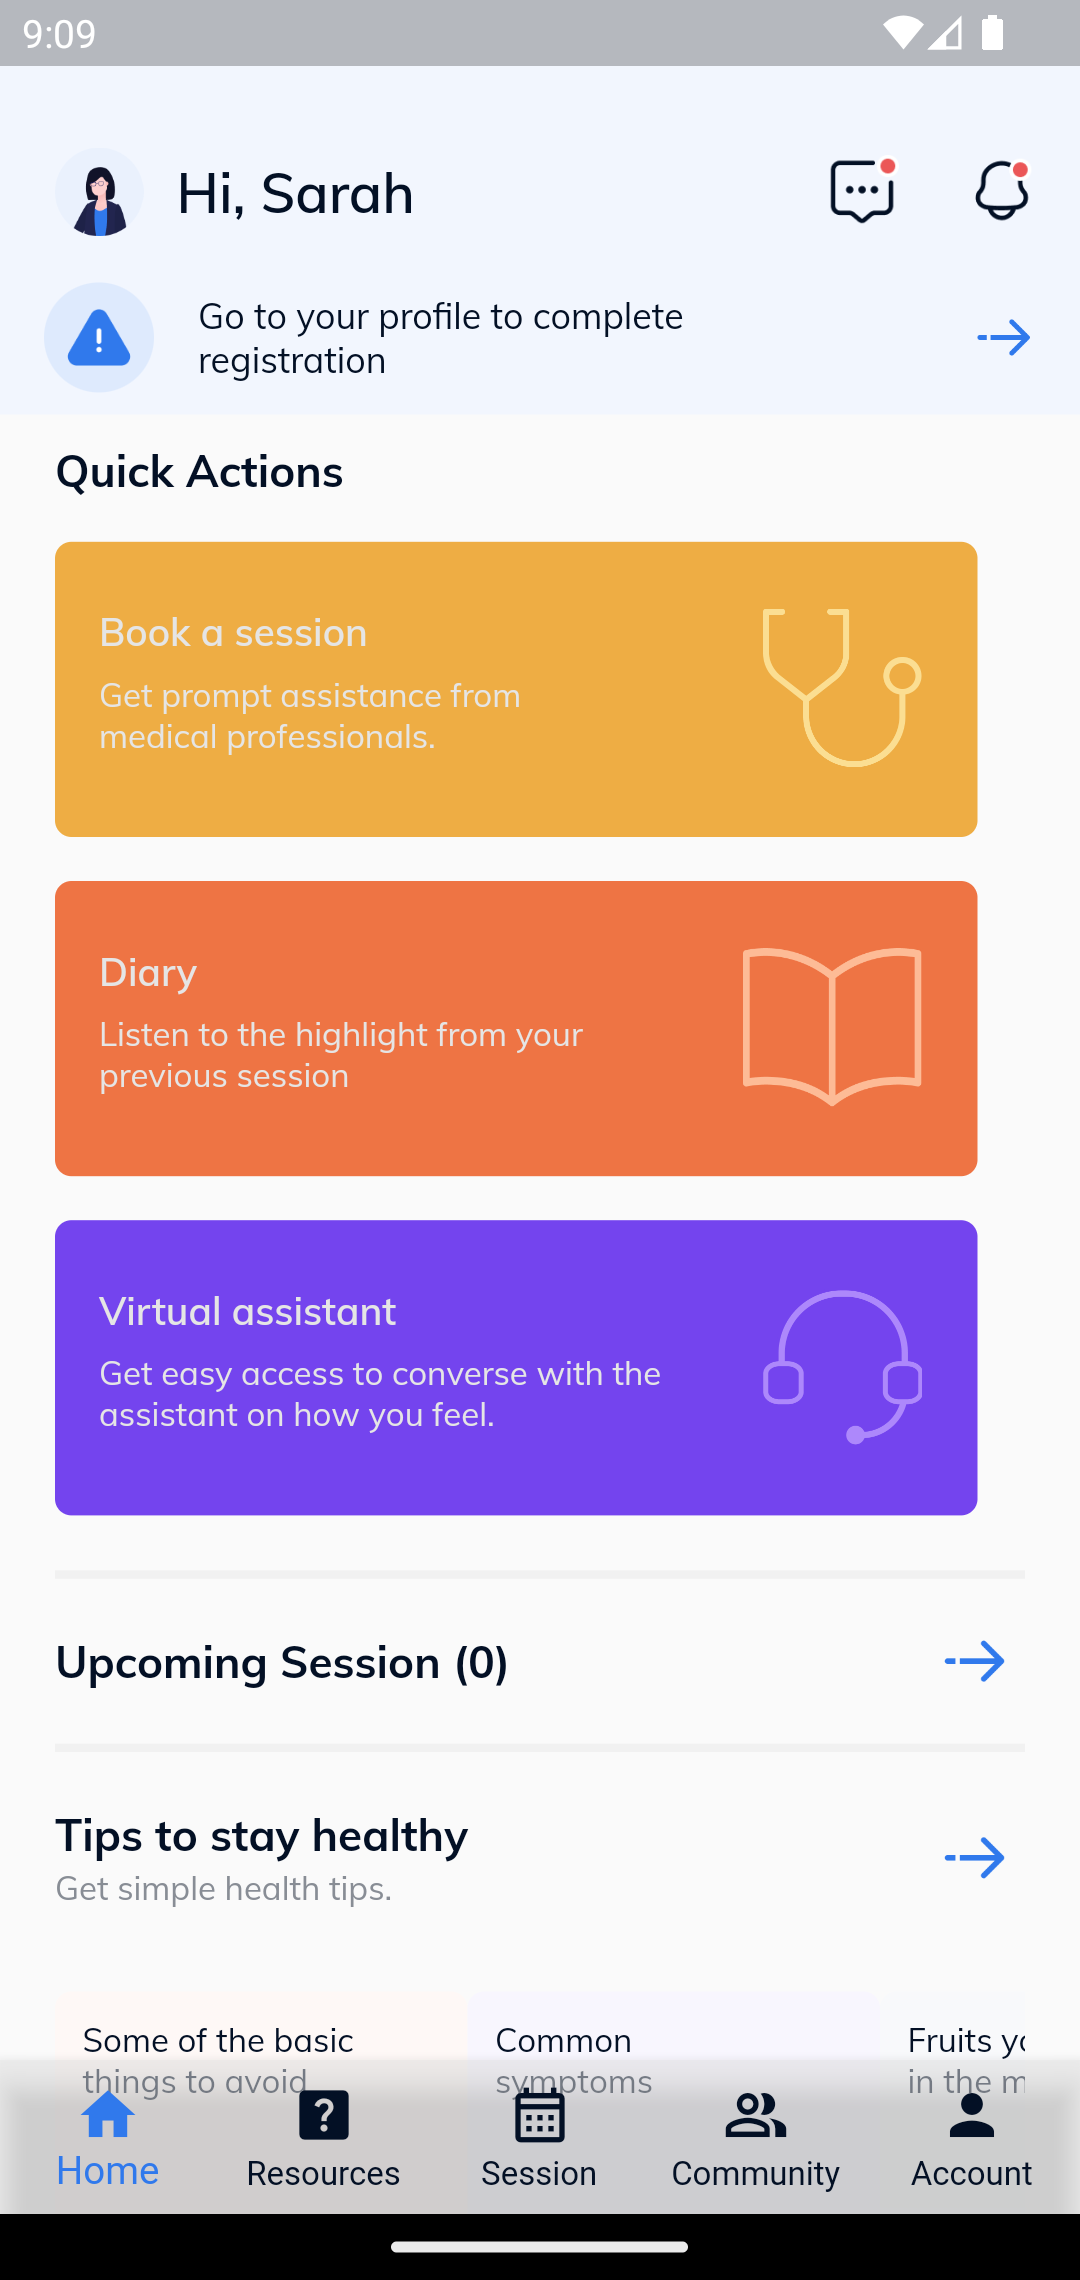 9:09
Hi, Sarah
Go to your profile to complete
registration
Quick Actions
Book a session
Get prompt assistance from
medical professionals.
Diary
Listen to the highlight from your
previous session
Virtual assistant
Get easy access to converse with the
assistant on how you feel.
Upcoming Session (0)
Tips to stay healthy
Get simple health tips.
Some of the basic
things to avoid
Common
symptoms
Fruits
in the
Home
Resources
Session
Community
Account